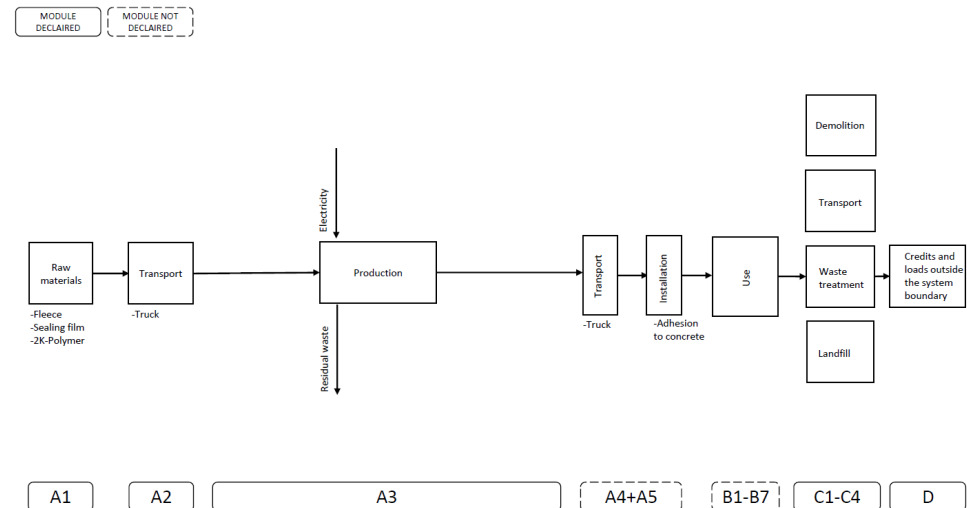 MODULE
DECLAIRED
MODULE NOT
DECLAIRED
Demolition
Transport
Electricity
Raw
materials
Transport
Production
Transport
Installation
Use
Waste
treatment
Credits and
loads outside
the system
boundary
-Fleece
-Sealing film
-2K-Polymer
-Truck
-Truck
-Adhesion
to concrete
Residual waste
Landfill
A1
A2
A3
A4+A5
B1-B7
C1-C4
D